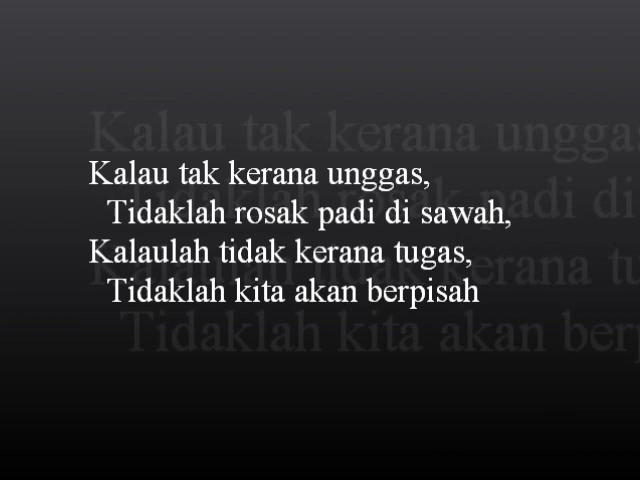 Kalau tak kerana unggas,
Tidaklah rosak padi di sawah,
Kalaulah tidak kerana tugas,
Tidaklah kita akan berpisah